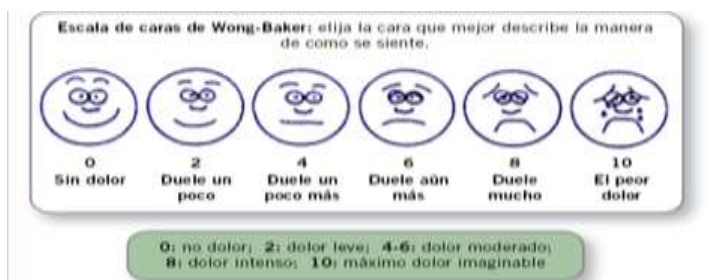 Escala de caras de Wong-Baker: elija la cara que mejor describe la manera
de como se siente.
0 2 4 6 8 10
Sin dolor Duele un Duele un Duele aún Duele El peor
poco poco más más mucho dolor
0: no dolor; 2: dolor leve; 4-6: dolor moderado;
8: dolor intenso; 10: máximo dolor imaginable